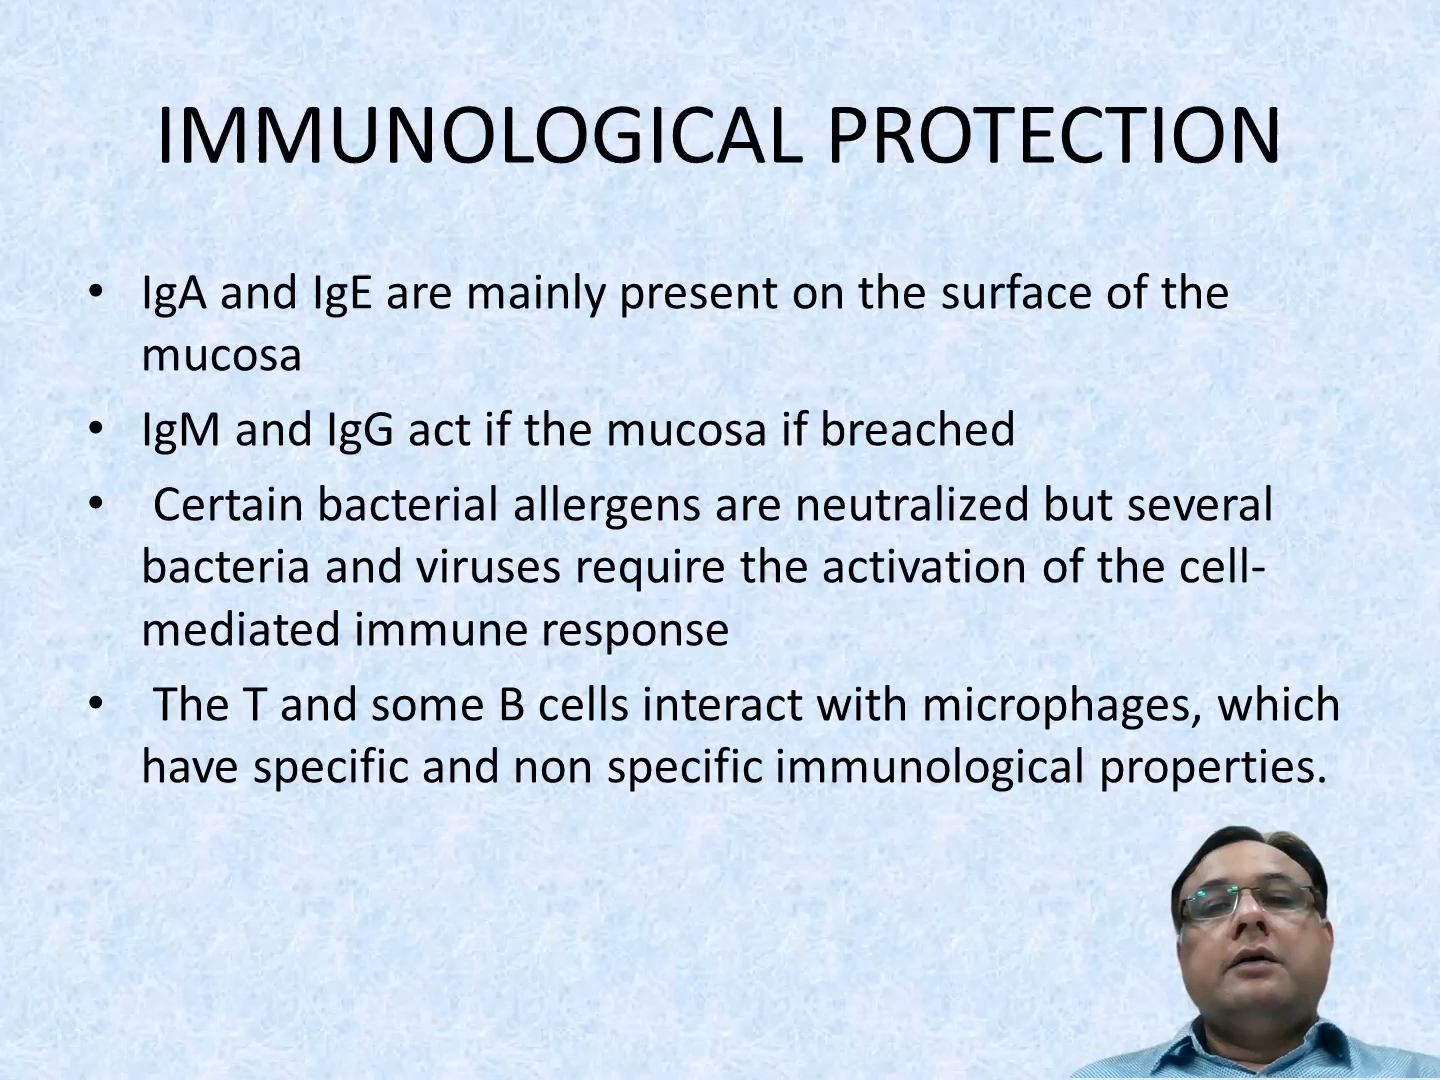 IMMUNOLOGICAL PROTECTION
• IgA and IgE are mainly present on the surface of the
mucosa
• IgM and IgG act if the mucosa if breached
• Certain bacterial allergens are neutralized but several
bacteria and viruses require the activation of the cell-
mediated immune response
• The T and some B cells interact with microphages, which
have specific and non specific immunological properties.